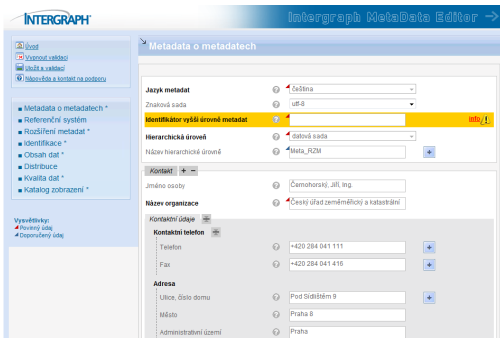 INTERGRAPH
Intergraph MetaData Editor
Úvod
Vypnout validaci
Uložit s validací
Nápověda a kontakt na podporu
Metadata o metadatech *
Referenční systém
Rozšíření metadat *
Identifikace *
Obsah dat *
Distribuce
Kvalita dat *
Katalog zobrazení *
Vysvětlivky:
Povinný údaj
Doporučený údaj
Metadata o metadatech
Jazyk metadat
čeština
Znaková sada
utf-8
Identifikátor vyšší úrovně metadat
Info
Hierarchická úroveň
datová sada
Název hierarchické úrovně
Meta_RZM
Kontakt + −
Jméno osoby
Černohorský, Jiří, Ing.
Název organizace
Český úřad zeměměřický a katastrální
Kontaktní údaje
Kontaktní telefon
Telefon
+420 284 041 111
Fax
+420 284 041 416
Adresa
Ulice, číslo domu
Pod Sídlištěm 9
Město
Praha 8
Administrativní území
Praha